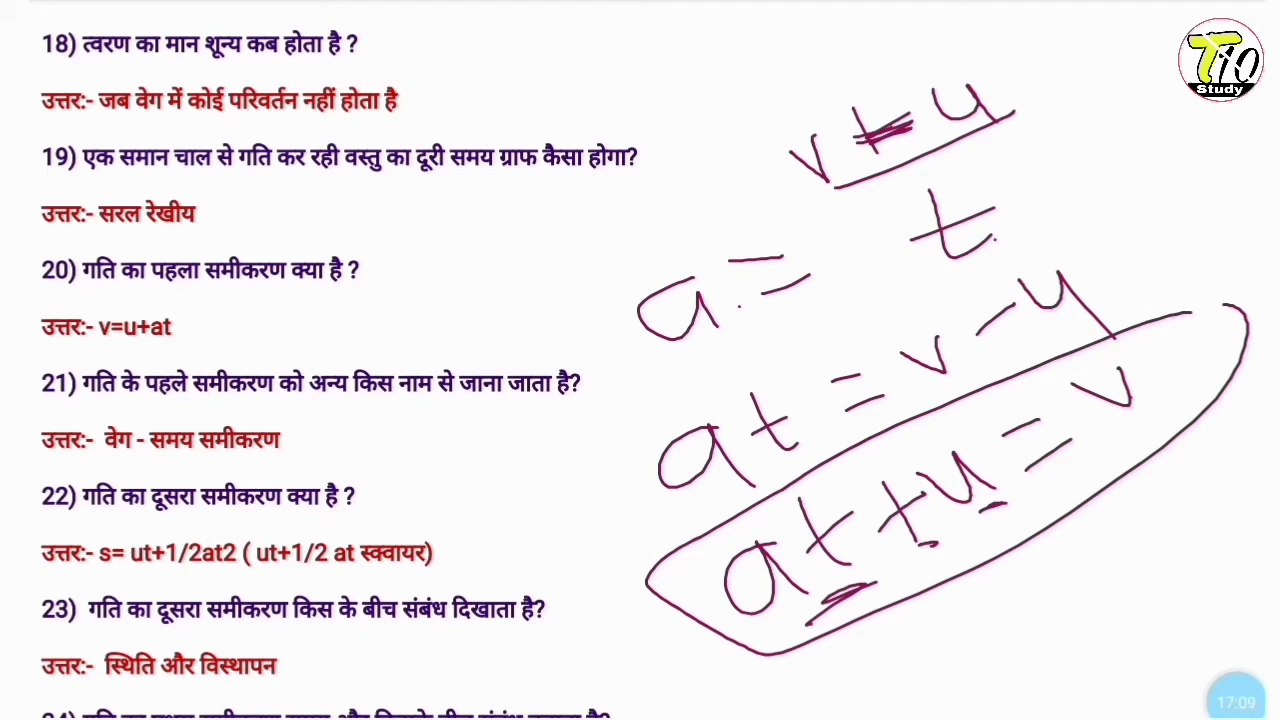 18) त्वरण का मान शून्य कब होता है ?
उत्तर:- जब वेग में कोई परिवर्तन नहीं होता है
19) एक समान चाल से गति कर रही वस्तु का दूरी समय ग्राफ कैसा होगा?
उत्तर:- सरल रेखीय
20) गति का पहला समीकरण क्या है ?
उत्तर:- v=u+at
21) गति के पहले समीकरण को अन्य किस नाम से जाना जाता है?
उत्तर:- वेग - समय समीकरण
22) गति का दूसरा समीकरण क्या है ?
उत्तर:- s= ut+1/2at2 ( ut+1/2 at स्क्वायर)
23) गति का दूसरा समीकरण किस के बीच संबंध दिखाता है?
उत्तर:- स्थिति और विस्थापन
T10
Study
v - u
a = t
at = v - u
at + u = v
17:09